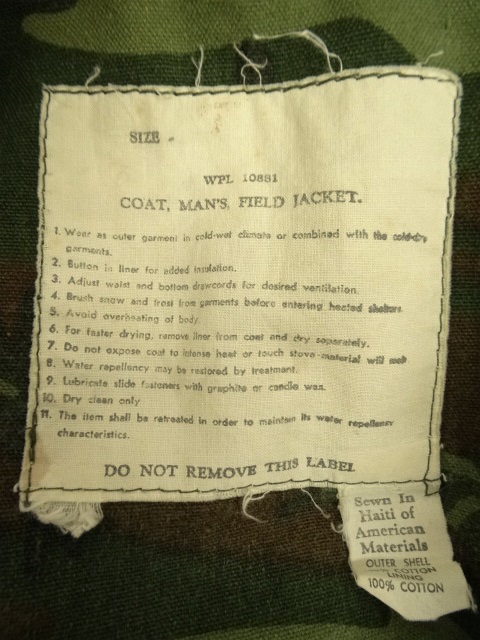 SIZE -
WPL 10881
COAT, MAN'S, FIELD JACKET.
1. Wear as outer garment in cold-wet climate or combined with the cold-dry
garments.
2. Button in liner for added insulation.
3. Adjust waist and bottom drawcords for desired ventilation.
4. Brush snow and frost from garments before entering heated shelters
5. Avoid overheating of body.
6. For faster drying, remove liner from coat and dry separately.
7. Do not expose coat to intense heat or touch stove-material will melt
8. Water repellency may be restored by treatment.
9. Lubricate slide fasteners with graphite or candle wax.
10. Dry clean only
11. The item shall be retreated in order to maintain its water repellency
characteristics.
DO NOT REMOVE THIS LABEL
Sewn In
Haiti of
American
Materials
OUTER SHELL
COTTON
LINING
100% COTTON